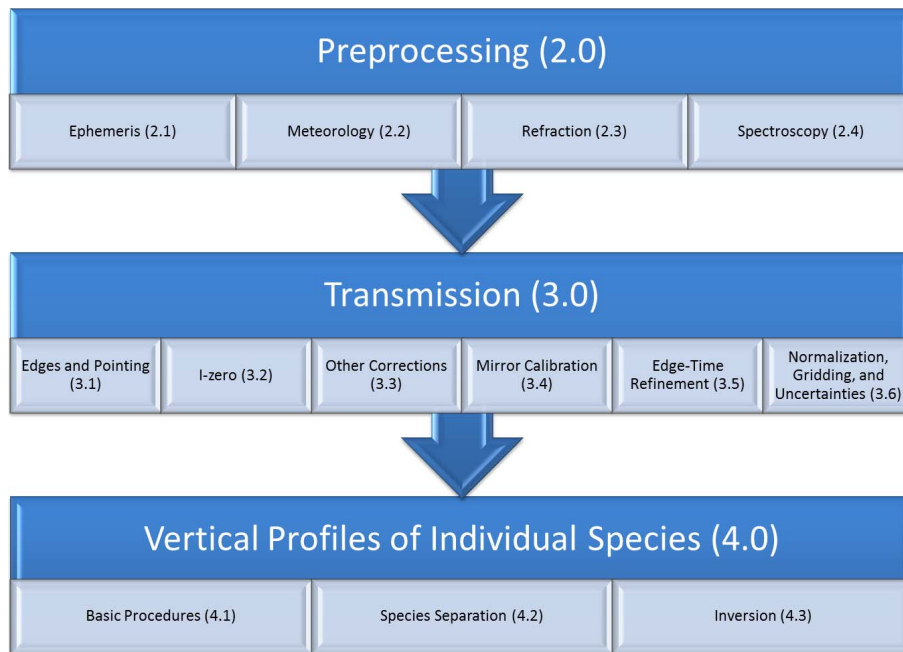 Preprocessing (2.0)
Ephemeris (2.1)
Meteorology (2.2)
Refraction (2.3)
Spectroscopy (2.4)
Transmission (3.0)
Edges and Pointing
(3.1)
I-zero (3.2)
Other Corrections
(3.3)
Mirror Calibration
(3.4)
Edge-Time
Refinement (3.5)
Normalization,
Gridding, and
Uncertainties (3.6)
Vertical Profiles of Individual Species (4.0)
Basic Procedures (4.1)
Species Separation (4.2)
Inversion (4.3)